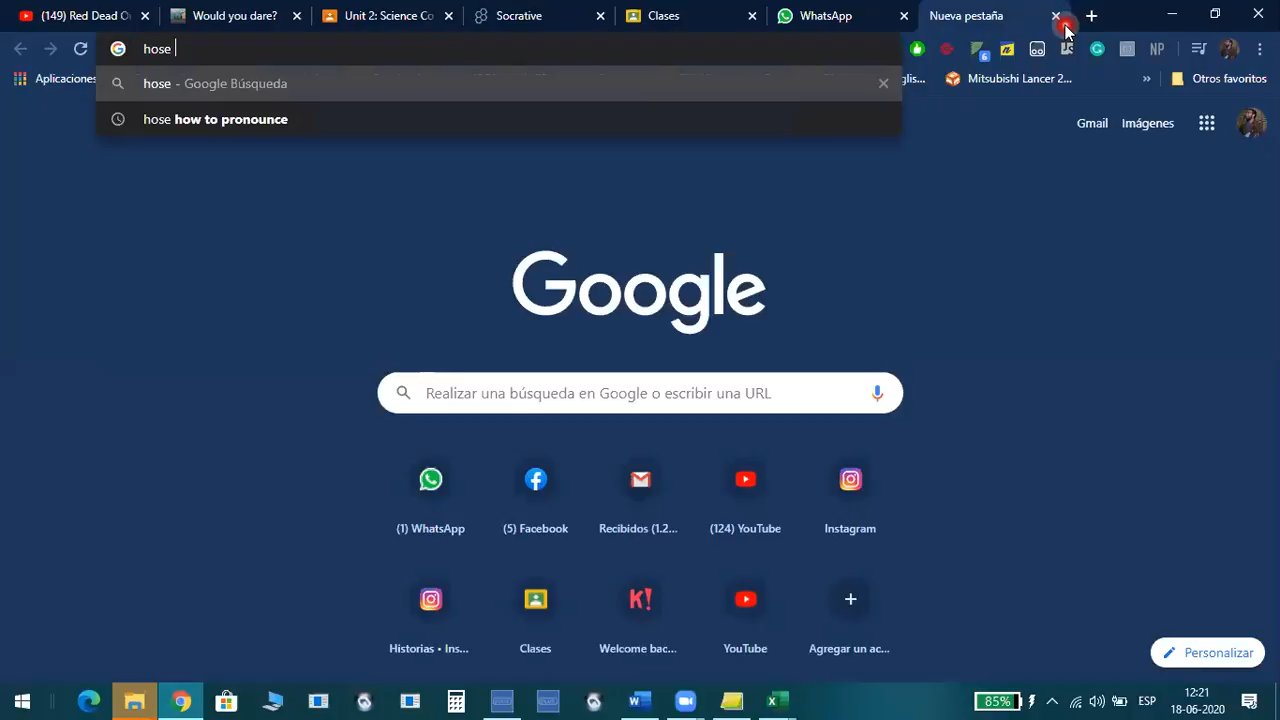 (149) Red Dead O
Would you dare?
Unit 2: Science Co
Socrative
Clases
WhatsApp
Nueva pestaña
hose
NP
hose - Google Búsqueda
hose how to pronounce
Aplicaciones
Mitsubishi Lancer 2...
Otros favoritos
6
Gmail
Imágenes
Google
Realizar una búsqueda en Google o escribir una URL
(1) WhatsApp
(5) Facebook
Recibidos (1.2...
(124) YouTube
Instagram
K!
Historias • Ins...
Clases
Welcome bac...
YouTube
Agregar un ac...
Personalizar
85%
ESP
12:21
18-06-2020